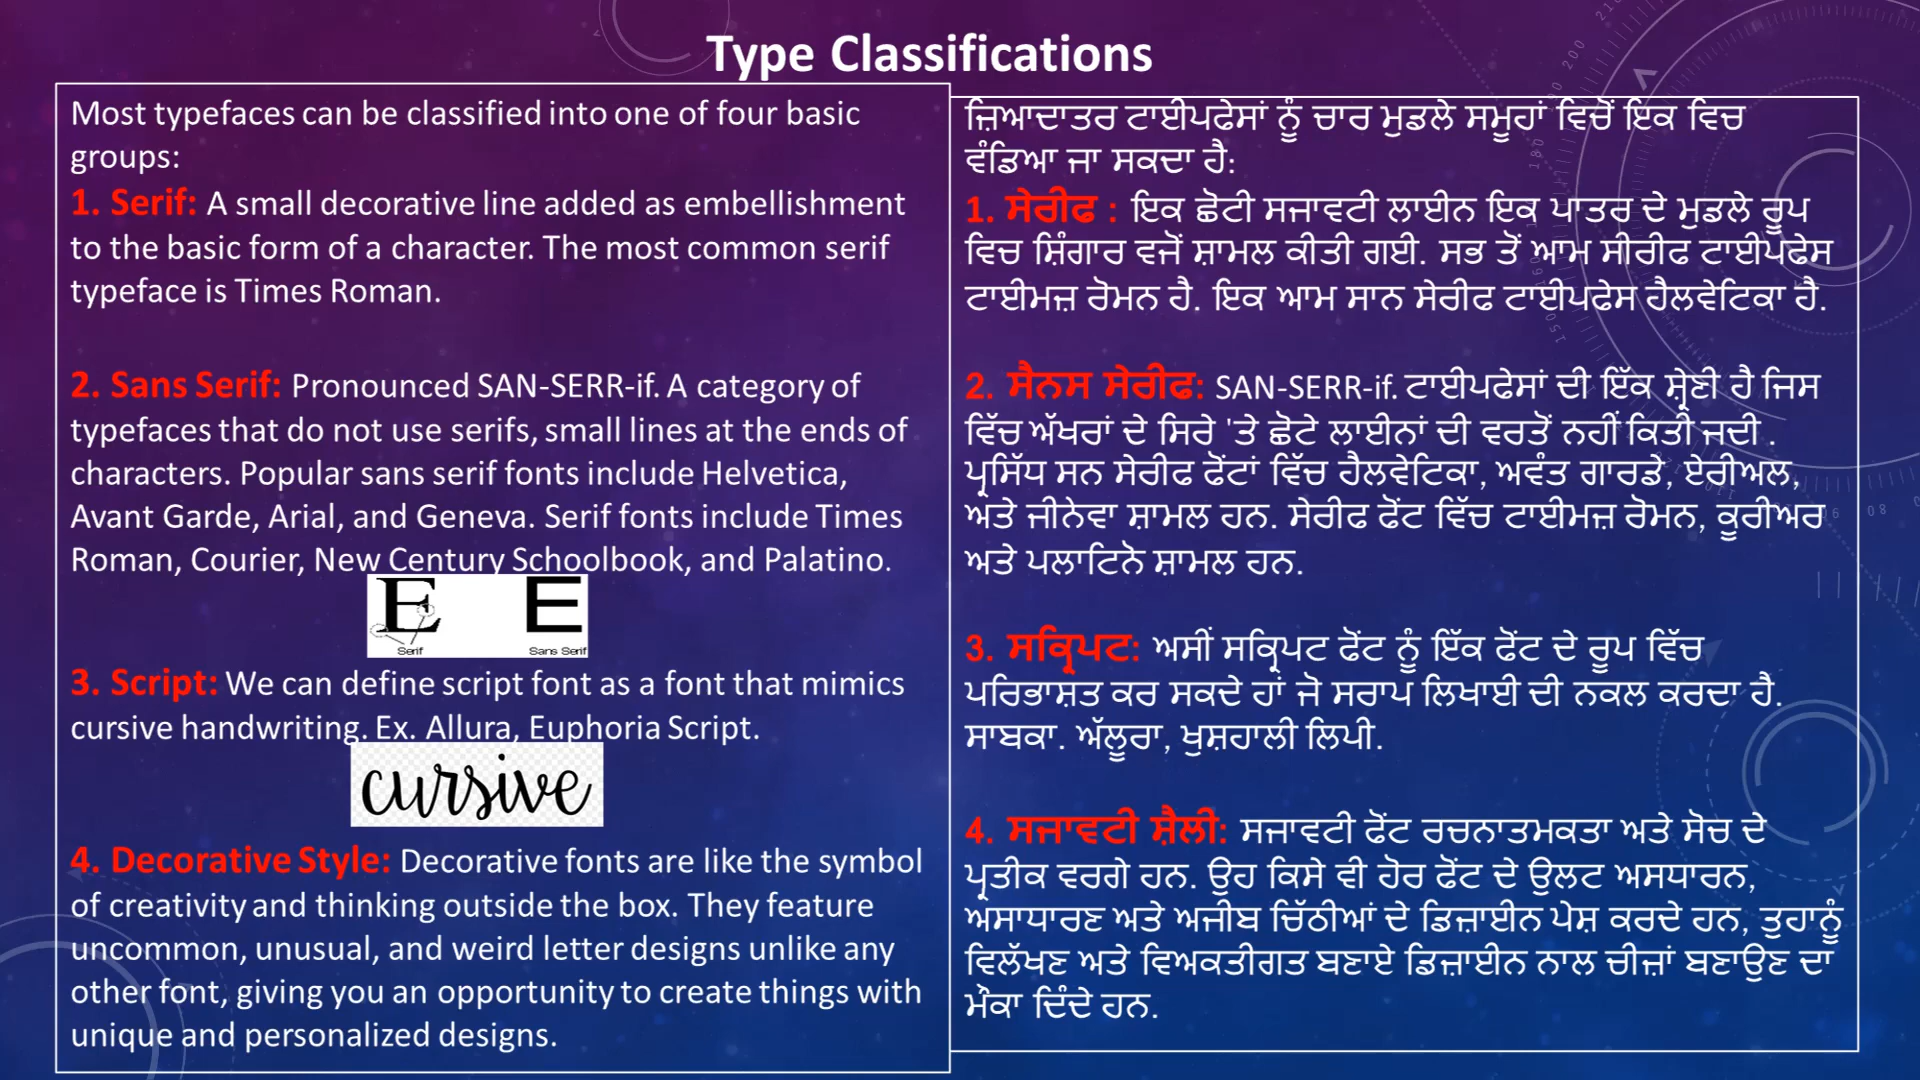 Type Classifications
Most typefaces can be classified into one of four basic
groups:
1. Serif: A small decorative line added as embellishment
to the basic form of a character. The most common serif
typeface is Times Roman.
2. Sans Serif: Pronounced SAN-SERR-if. A category of
typefaces that do not use serifs, small lines at the ends of
characters. Popular sans serif fonts include Helvetica,
Avant Garde, Arial, and Geneva. Serif fonts include Times
Roman, Courier, New Century Schoolbook, and Palatino.
E E
Serif Sans Serif
3. Script: We can define script font as a font that mimics
cursive handwriting. Ex. Allura, Euphoria Script.
cursive
4. Decorative Style: Decorative fonts are like the symbol
of creativity and thinking outside the box. They feature
uncommon, unusual, and weird letter designs unlike any
other font, giving you an opportunity to create things with
unique and personalized designs.
ਜ਼ਿਆਦਾਤਰ ਟਾਈਪਫੇਸਾਂ ਨੂੰ ਚਾਰ ਮੁਡਲੇ ਸਮੂਹਾਂ ਵਿਚੋਂ ਇਕ ਵਿਚ
ਵੰਡਿਆ ਜਾ ਸਕਦਾ ਹੈ:
1. ਸੇਰੀਫ : ਇਕ ਛੋਟੀ ਸਜਾਵਟੀ ਲਾਈਨ ਇਕ ਪਾਤਰ ਦੇ ਮੁਡਲੇ ਰੂਪ
ਵਿਚ ਸ਼ਿੰਗਾਰ ਵਜੋਂ ਸ਼ਾਮਲ ਕੀਤੀ ਗਈ. ਸਭ ਤੋਂ ਆਮ ਸੀਰੀਫ ਟਾਈਪਫੇਸ
ਟਾਈਮਜ਼ ਰੋਮਨ ਹੈ. ਇਕ ਆਮ ਸਾਨ ਸੇਰੀਫ ਟਾਈਪਫੇਸ ਹੈਲਵੇਟਿਕਾ ਹੈ.
2. ਸੈਨਸ ਸੇਰੀਫ: SAN-SERR-if. ਟਾਈਪਫੇਸਾਂ ਦੀ ਇੱਕ ਸ਼੍ਰੇਣੀ ਹੈ ਜਿਸ
ਵਿੱਚ ਅੱਖਰਾਂ ਦੇ ਸਿਰੇ 'ਤੇ ਛੋਟੇ ਲਾਈਨਾਂ ਦੀ ਵਰਤੋਂ ਨਹੀਂ ਕਿਤੀ ਜਦੀ .
ਪ੍ਰਸਿੱਧ ਸਨ ਸੇਰੀਫ ਫੋਂਟਾਂ ਵਿੱਚ ਹੈਲਵੇਟਿਕਾ, ਅਵੰਤ ਗਾਰਡੇ, ਏਰੀਅਲ,
ਅਤੇ ਜੀਨੇਵਾ ਸ਼ਾਮਲ ਹਨ. ਸੇਰੀਫ ਫੋਂਟ ਵਿੱਚ ਟਾਈਮਜ਼ ਰੋਮਨ, ਕੂਰੀਅਰ
ਅਤੇ ਪਲਾਟਿਨੋ ਸ਼ਾਮਲ ਹਨ.
3. ਸਕ੍ਰਿਪਟ: ਅਸੀਂ ਸਕ੍ਰਿਪਟ ਫੋਂਟ ਨੂੰ ਇੱਕ ਫੋਂਟ ਦੇ ਰੂਪ ਵਿੱਚ
ਪਰਿਭਾਸ਼ਤ ਕਰ ਸਕਦੇ ਹਾਂ ਜੋ ਸਰਾਪ ਲਿਖਾਈ ਦੀ ਨਕਲ ਕਰਦਾ ਹੈ.
ਸਾਬਕਾ. ਅੱਲੂਰਾ, ਖੁਸ਼ਹਾਲੀ ਲਿਪੀ.
4. ਸਜਾਵਟੀ ਸ਼ੈਲੀ: ਸਜਾਵਟੀ ਫੋਂਟ ਰਚਨਾਤਮਕਤਾ ਅਤੇ ਸੋਚ ਦੇ
ਪ੍ਰਤੀਕ ਵਰਗੇ ਹਨ. ਉਹ ਕਿਸੇ ਵੀ ਹੋਰ ਫੋਂਟ ਦੇ ਉਲਟ ਅਸਧਾਰਨ,
ਅਸਾਧਾਰਣ ਅਤੇ ਅਜੀਬ ਚਿੱਠੀਆਂ ਦੇ ਡਿਜ਼ਾਈਨ ਪੇਸ਼ ਕਰਦੇ ਹਨ, ਤੁਹਾਨੂੰ
ਵਿਲੱਖਣ ਅਤੇ ਵਿਅਕਤੀਗਤ ਬਣਾਏ ਡਿਜ਼ਾਈਨ ਨਾਲ ਚੀਜ਼ਾਂ ਬਣਾਉਣ ਦਾ
ਮੌਕਾ ਦਿੰਦੇ ਹਨ.